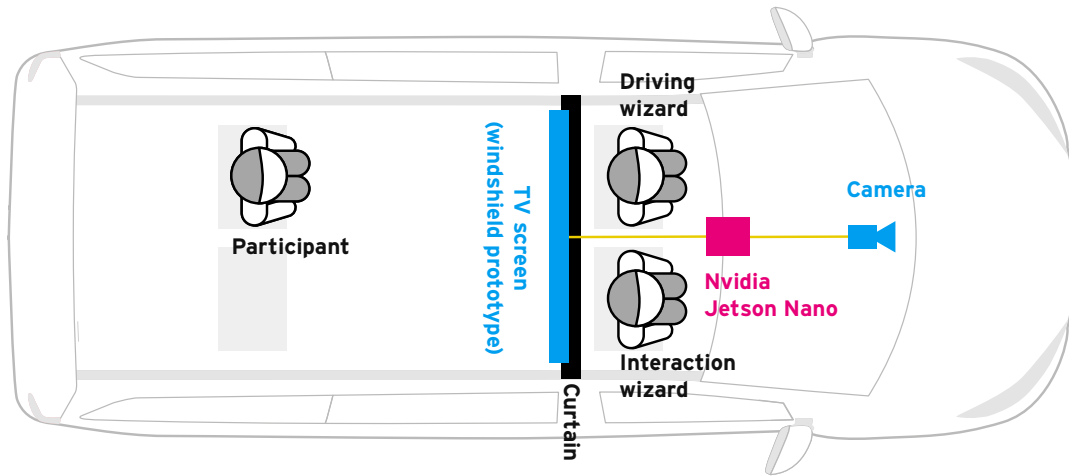 Driving
wizard
Camera
Participant
TV screen
(windshield prototype)
Nvidia
Jetson Nano
Interaction
wizard
Curtain